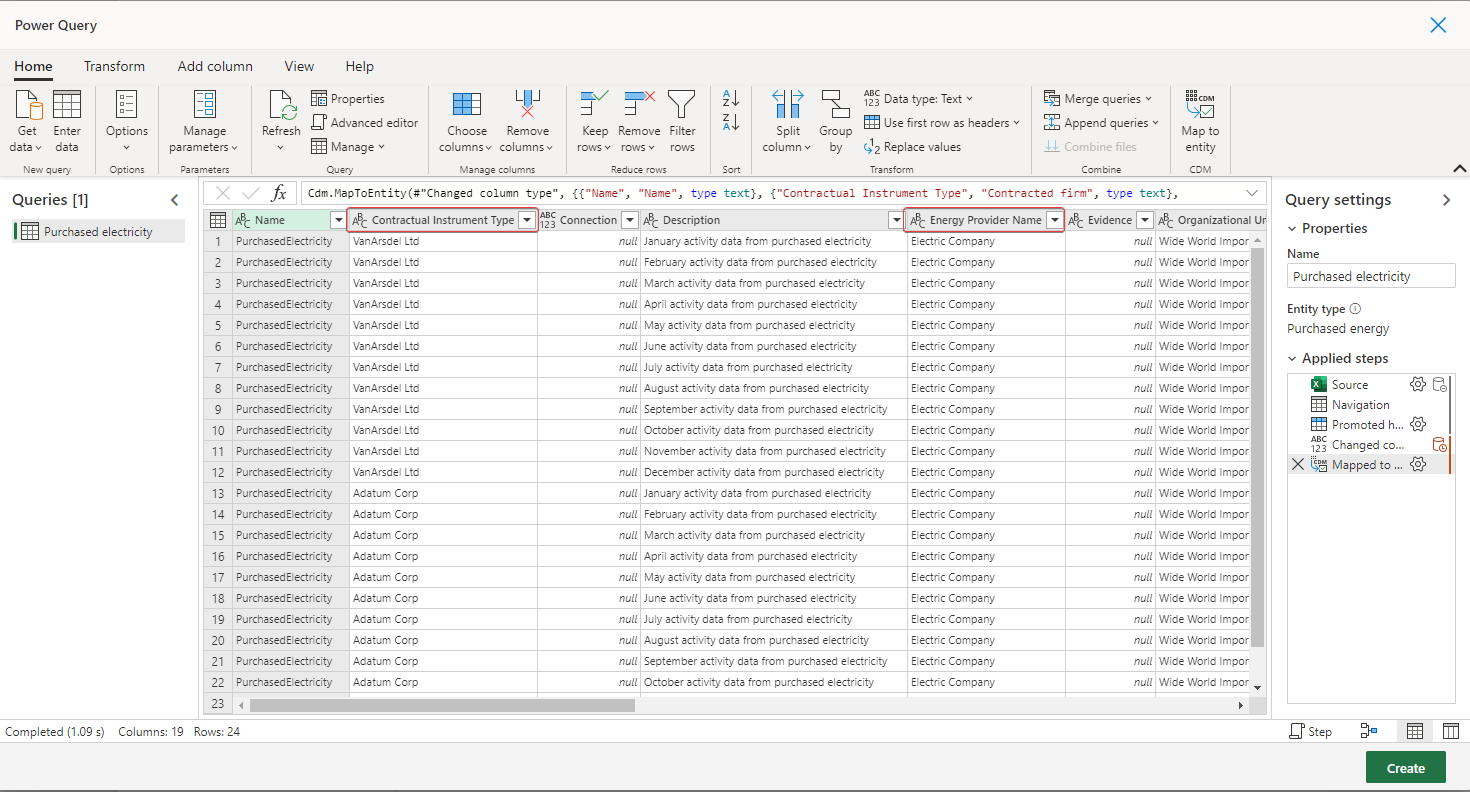 Power Query
Home Transform Add column View Help
Get data Enter data
New query
Options
Options
Manage parameters
Parameters
Refresh
Properties
Advanced editor
Manage
Query
Choose columns Remove columns
Manage columns
Keep rows Remove rows Filter rows
Reduce rows
Sort
Split column Group by
Data type: Text
Use first row as headers
Replace values
Transform
Merge queries
Append queries
Combine files
Combine
Map to entity
CDM
Queries [1]
Purchased electricity
fx Cdm.MapToEntity(#"Changed column type", {{"Name", "Name", type text}, {"Contractual Instrument Type", "Contracted firm", type text},
Name Contractual Instrument Type Connection Description Energy Provider Name Evidence Organizational Ur
1 PurchasedElectricity VanArsdel Ltd null January activity data from purchased electricity Electric Company null Wide World Impor
2 PurchasedElectricity VanArsdel Ltd null February activity data from purchased electricity Electric Company null Wide World Impor
3 PurchasedElectricity VanArsdel Ltd null March activity data from purchased electricity Electric Company null Wide World Impor
4 PurchasedElectricity VanArsdel Ltd null April activity data from purchased electricity Electric Company null Wide World Impor
5 PurchasedElectricity VanArsdel Ltd null May activity data from purchased electricity Electric Company null Wide World Impor
6 PurchasedElectricity VanArsdel Ltd null June activity data from purchased electricity Electric Company null Wide World Impor
7 PurchasedElectricity VanArsdel Ltd null July activity data from purchased electricity Electric Company null Wide World Impor
8 PurchasedElectricity VanArsdel Ltd null August activity data from purchased electricity Electric Company null Wide World Impor
9 PurchasedElectricity VanArsdel Ltd null September activity data from purchased electricity Electric Company null Wide World Impor
10 PurchasedElectricity VanArsdel Ltd null October activity data from purchased electricity Electric Company null Wide World Impor
11 PurchasedElectricity VanArsdel Ltd null November activity data from purchased electricity Electric Company null Wide World Impor
12 PurchasedElectricity VanArsdel Ltd null December activity data from purchased electricity Electric Company null Wide World Impor
13 PurchasedElectricity Adatum Corp null January activity data from purchased electricity Electric Company null Wide World Impor
14 PurchasedElectricity Adatum Corp null February activity data from purchased electricity Electric Company null Wide World Impor
15 PurchasedElectricity Adatum Corp null March activity data from purchased electricity Electric Company null Wide World Impor
16 PurchasedElectricity Adatum Corp null April activity data from purchased electricity Electric Company null Wide World Impor
17 PurchasedElectricity Adatum Corp null May activity data from purchased electricity Electric Company null Wide World Impor
18 PurchasedElectricity Adatum Corp null June activity data from purchased electricity Electric Company null Wide World Impor
19 PurchasedElectricity Adatum Corp null July activity data from purchased electricity Electric Company null Wide World Impor
20 PurchasedElectricity Adatum Corp null August activity data from purchased electricity Electric Company null Wide World Impor
21 PurchasedElectricity Adatum Corp null September activity data from purchased electricity Electric Company null Wide World Impor
22 PurchasedElectricity Adatum Corp null October activity data from purchased electricity Electric Company null Wide World Impor
23
Query settings
Properties
Name
Purchased electricity
Entity type
Purchased energy
Applied steps
Source
Navigation
Promoted h...
Changed co...
Mapped to ...
Completed (1.09 s) Columns: 19 Rows: 24
Step
Create